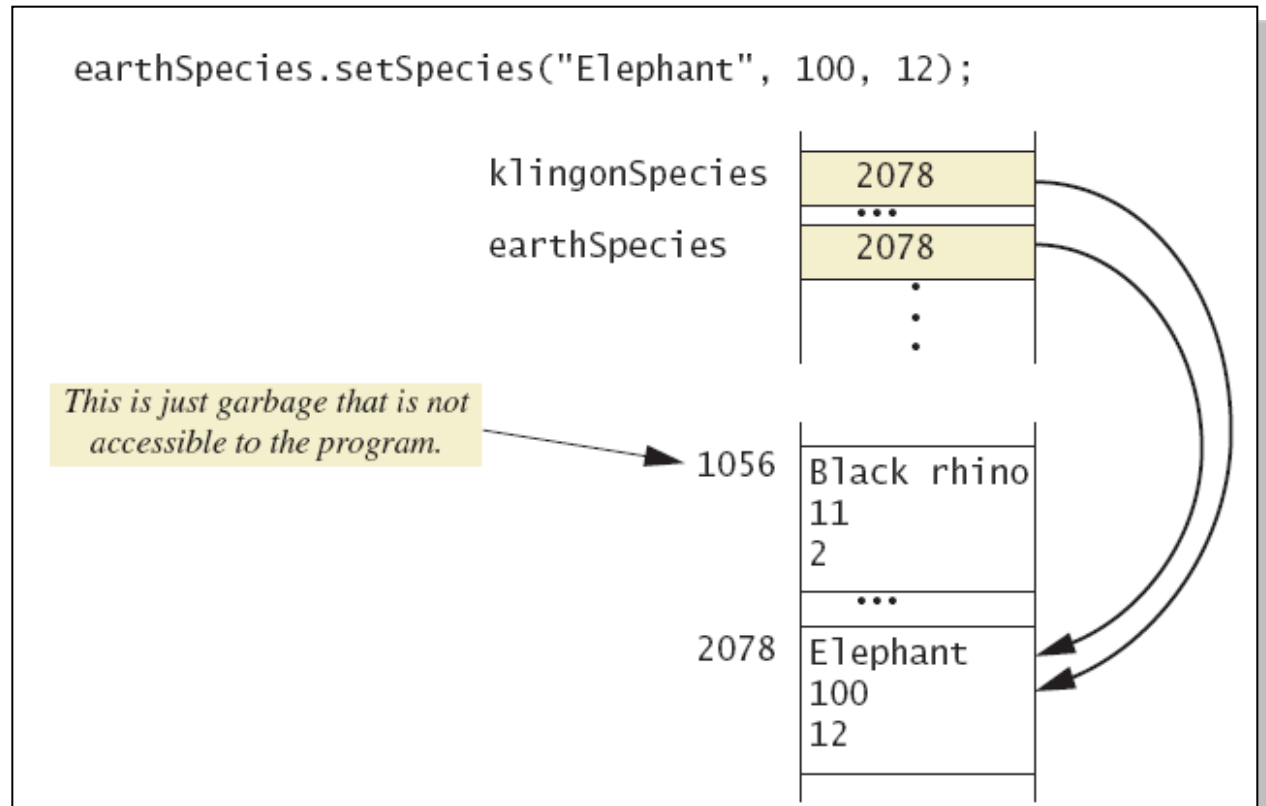 earthSpecies.setSpecies("Elephant", 100, 12);
klingonSpecies 2078
...
earthSpecies 2078
This is just garbage that is not
accessible to the program.
1056 Black rhino
11
2
...
2078 Elephant
100
12